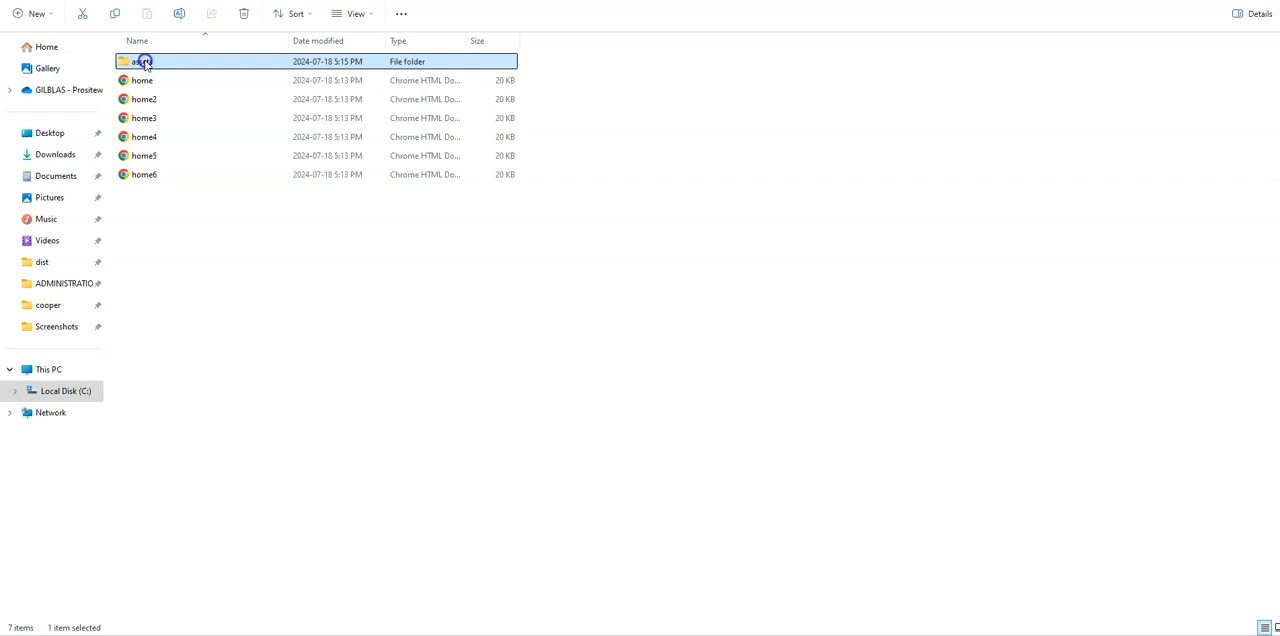 New
Sort
View
Details
Name
Date modified
Type
Size
Home
Gallery
GILBLAS - Prositew
Desktop
Downloads
Documents
Pictures
Music
Videos
dist
ADMINISTRATIO
cooper
Screenshots
This PC
Local Disk (C:)
Network
2024-07-18 5:15 PM File folder
home 2024-07-18 5:13 PM Chrome HTML Do... 20 KB
home2 2024-07-18 5:13 PM Chrome HTML Do... 20 KB
home3 2024-07-18 5:13 PM Chrome HTML Do... 20 KB
home4 2024-07-18 5:13 PM Chrome HTML Do... 20 KB
home5 2024-07-18 5:13 PM Chrome HTML Do... 20 KB
home6 2024-07-18 5:13 PM Chrome HTML Do... 20 KB
7 items 1 item selected